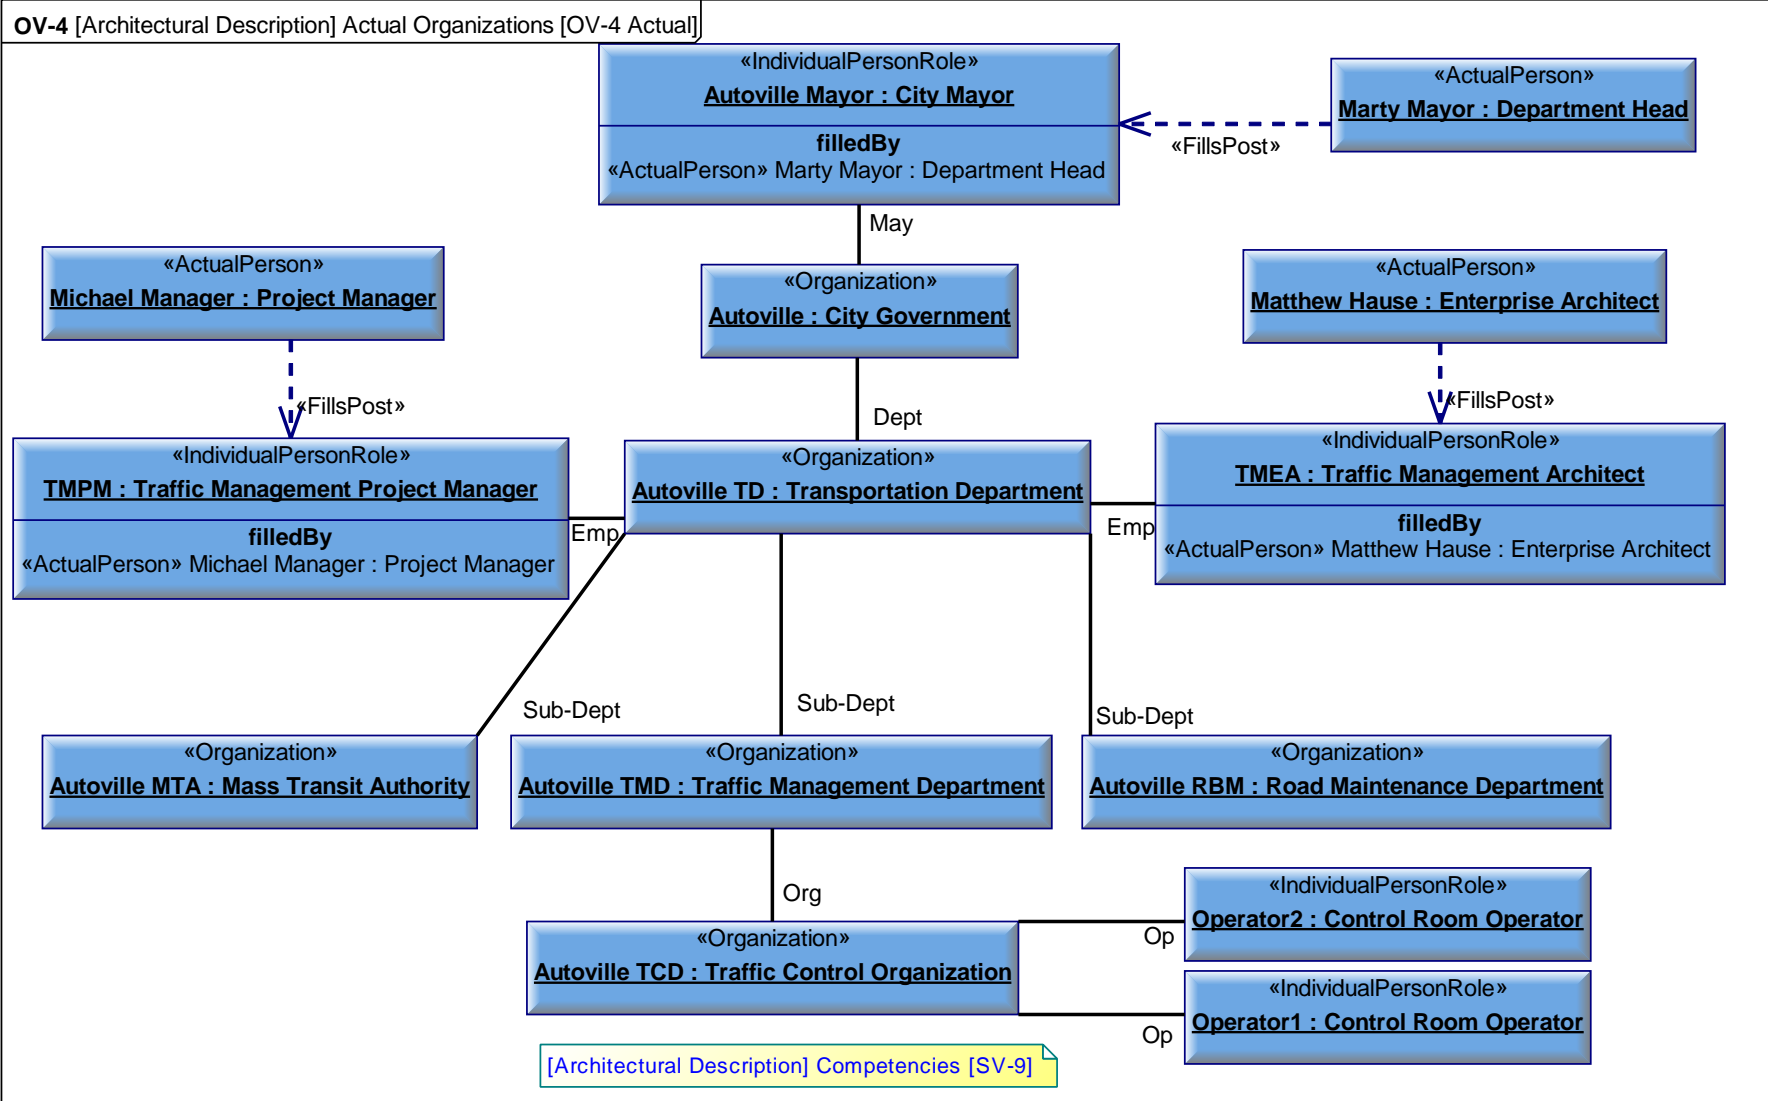 OV-4 [Architectural Description] Actual Organizations [OV-4 Actual]
«IndividualPersonRole»
Autoville Mayor : City Mayor
filledBy
«ActualPerson» Marty Mayor : Department Head
«ActualPerson»
Marty Mayor : Department Head
«FillsPost»
May
«ActualPerson»
Michael Manager : Project Manager
«Organization»
Autoville : City Government
«ActualPerson»
Matthew Hause : Enterprise Architect
«FillsPost»
Dept
«FillsPost»
«IndividualPersonRole»
TMPM : Traffic Management Project Manager
filledBy
«ActualPerson» Michael Manager : Project Manager
Emp
«Organization»
Autoville TD : Transportation Department
Emp
«IndividualPersonRole»
TMEA : Traffic Management Architect
filledBy
«ActualPerson» Matthew Hause : Enterprise Architect
Sub-Dept
Sub-Dept
Sub-Dept
«Organization»
Autoville MTA : Mass Transit Authority
«Organization»
Autoville TMD : Traffic Management Department
«Organization»
Autoville RBM : Road Maintenance Department
Org
«Organization»
Autoville TCD : Traffic Control Organization
Op
«IndividualPersonRole»
Operator2 : Control Room Operator
Op
«IndividualPersonRole»
Operator1 : Control Room Operator
[Architectural Description] Competencies [SV-9]